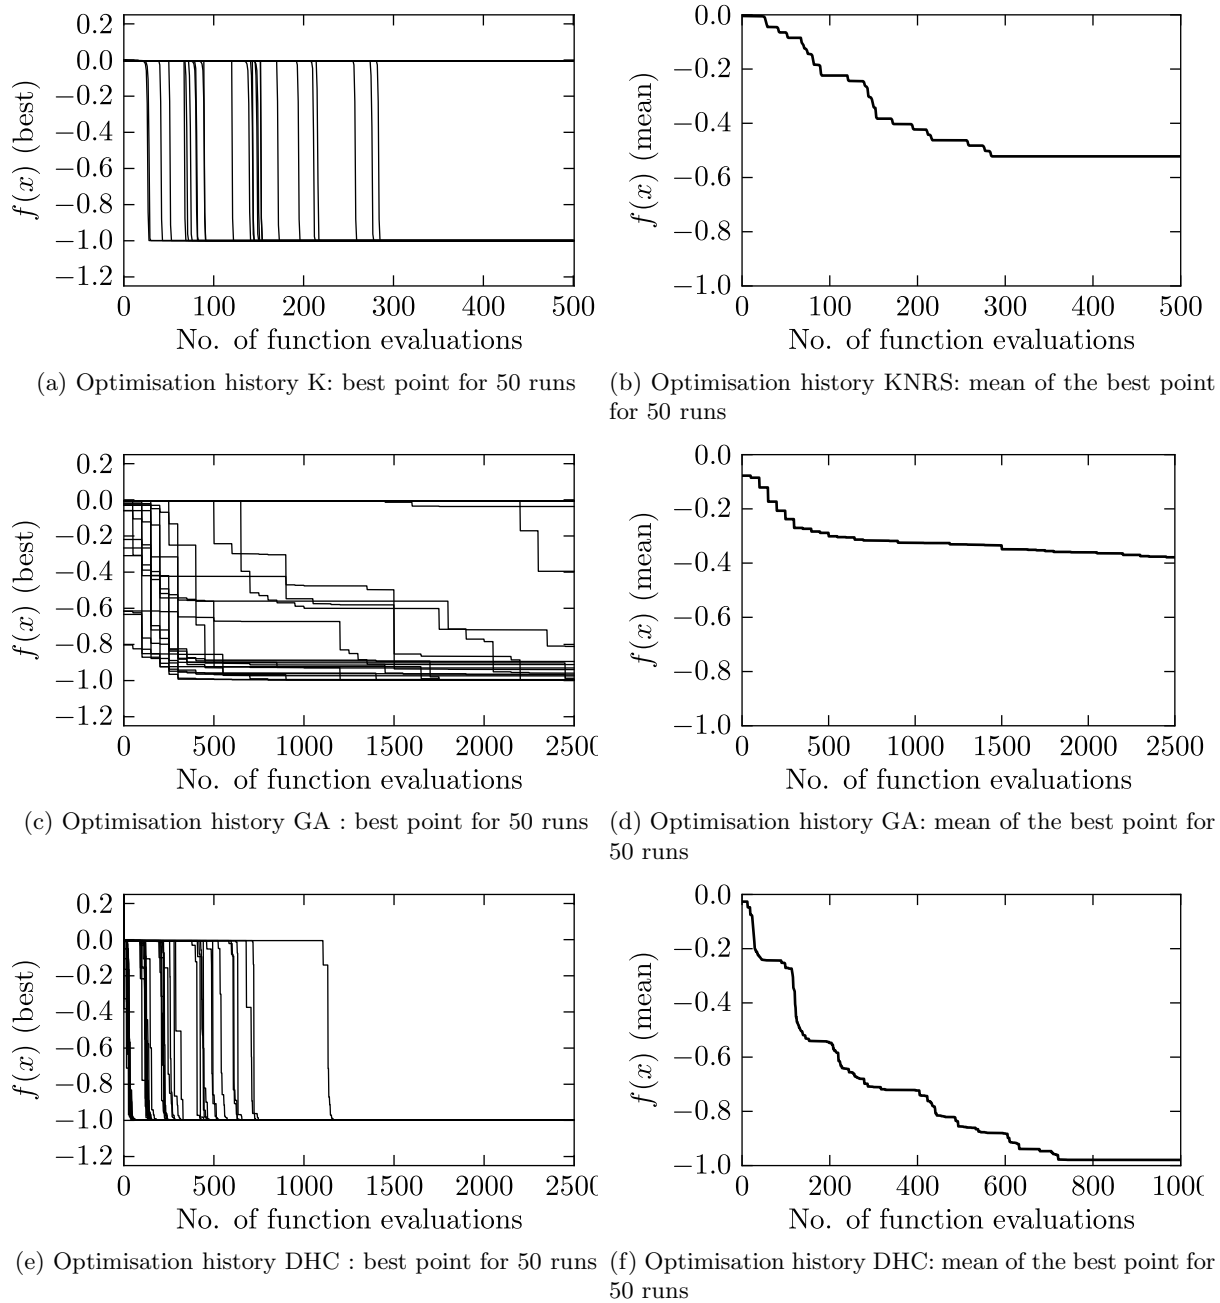 0.2
0.0
−0.2
−0.4
−0.6
−0.8
−1.0
−1.2
f(x) (best)
0 100 200 300 400 500
No. of function evaluations
(a) Optimisation history K: best point for 50 runs
0.0
−0.2
−0.4
−0.6
−0.8
−1.0
f(x) (mean)
0 100 200 300 400 500
No. of function evaluations
(b) Optimisation history KNRS: mean of the best point
for 50 runs
0.2
0.0
−0.2
−0.4
−0.6
−0.8
−1.0
−1.2
f(x) (best)
0 500 1000 1500 2000 2500
No. of function evaluations
(c) Optimisation history GA : best point for 50 runs
0.0
−0.2
−0.4
−0.6
−0.8
−1.0
f(x) (mean)
0 500 1000 1500 2000 2500
No. of function evaluations
(d) Optimisation history GA: mean of the best point for
50 runs
0.2
0.0
−0.2
−0.4
−0.6
−0.8
−1.0
−1.2
f(x) (best)
0 500 1000 1500 2000 2500
No. of function evaluations
(e) Optimisation history DHC : best point for 50 runs
0.0
−0.2
−0.4
−0.6
−0.8
−1.0
f(x) (mean)
0 200 400 600 800 1000
No. of function evaluations
(f) Optimisation history DHC: mean of the best point for
50 runs